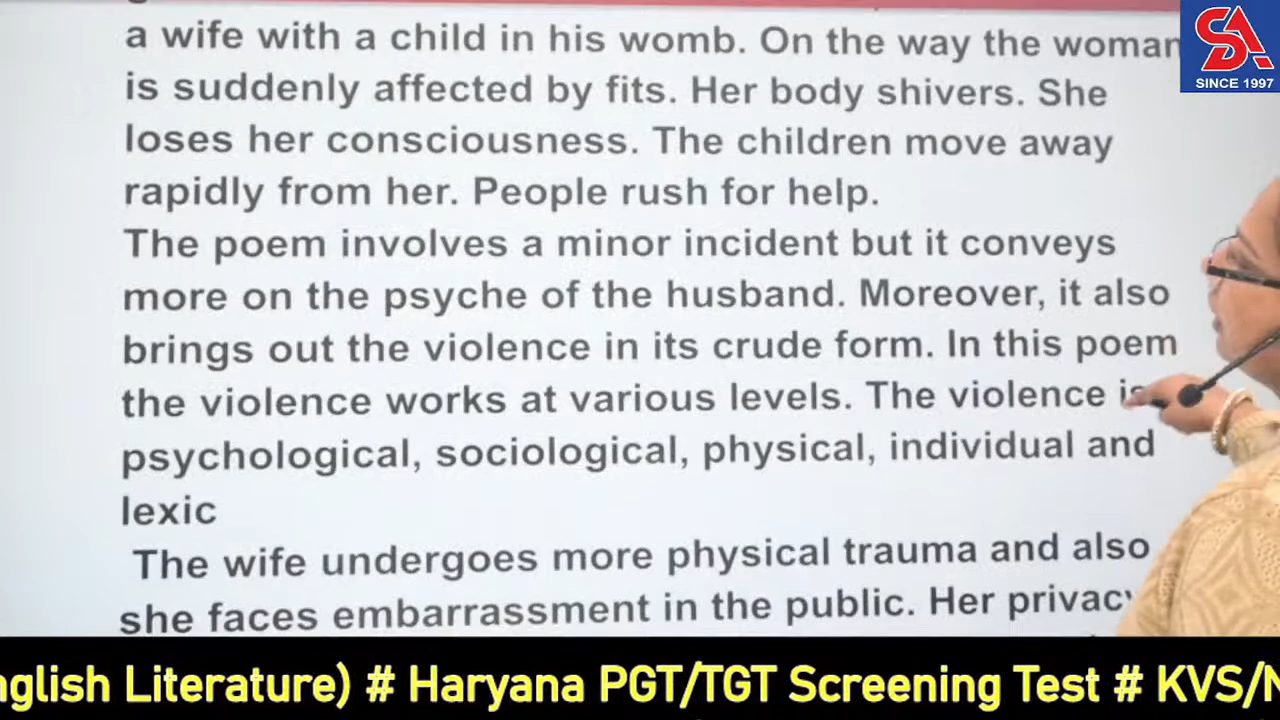 a wife with a child in his womb. On the way the woman
is suddenly affected by fits. Her body shivers. She
loses her consciousness. The children move away
rapidly from her. People rush for help.
The poem involves a minor incident but it conveys
more on the psyche of the husband. Moreover, it also
brings out the violence in its crude form. In this poem
the violence works at various levels. The violence is
psychological, sociological, physical, individual and
lexic
The wife undergoes more physical trauma and also
she faces embarrassment in the public. Her privacy
SA
SINCE 1997
nglish Literature) # Haryana PGT/TGT Screening Test # KVS/N